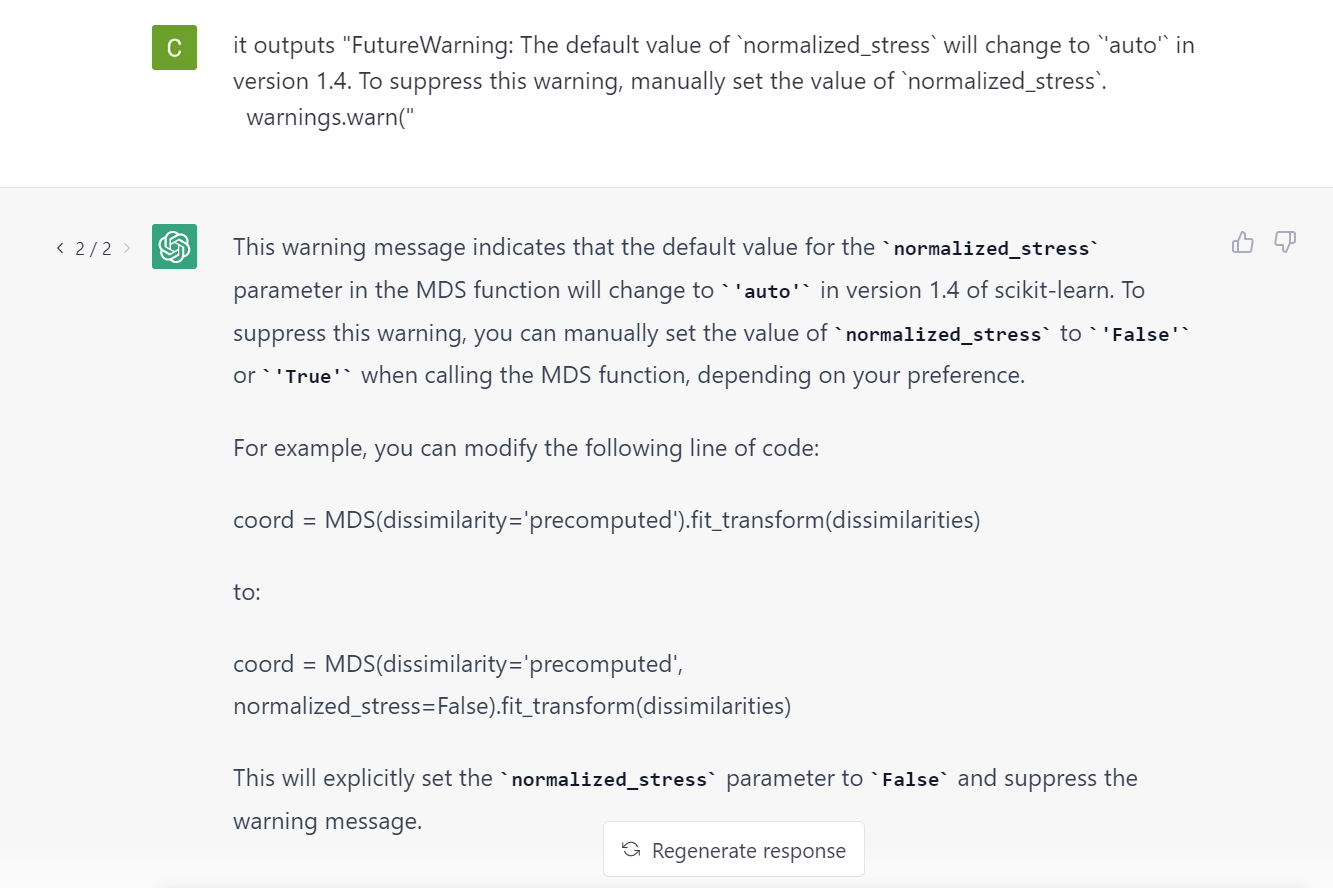 C
it outputs "FutureWarning: The default value of `normalized_stress` will change to `'auto'` in
version 1.4. To suppress this warning, manually set the value of `normalized_stress`.
warnings.warn("
< 2 / 2 >
This warning message indicates that the default value for the `normalized_stress`
parameter in the MDS function will change to `'auto'` in version 1.4 of scikit-learn. To
suppress this warning, you can manually set the value of `normalized_stress` to `'False'`
or `'True'` when calling the MDS function, depending on your preference.
For example, you can modify the following line of code:
coord = MDS(dissimilarity='precomputed').fit_transform(dissimilarities)
to:
coord = MDS(dissimilarity='precomputed',
normalized_stress=False).fit_transform(dissimilarities)
This will explicitly set the `normalized_stress` parameter to `False` and suppress the
warning message.
Regenerate response